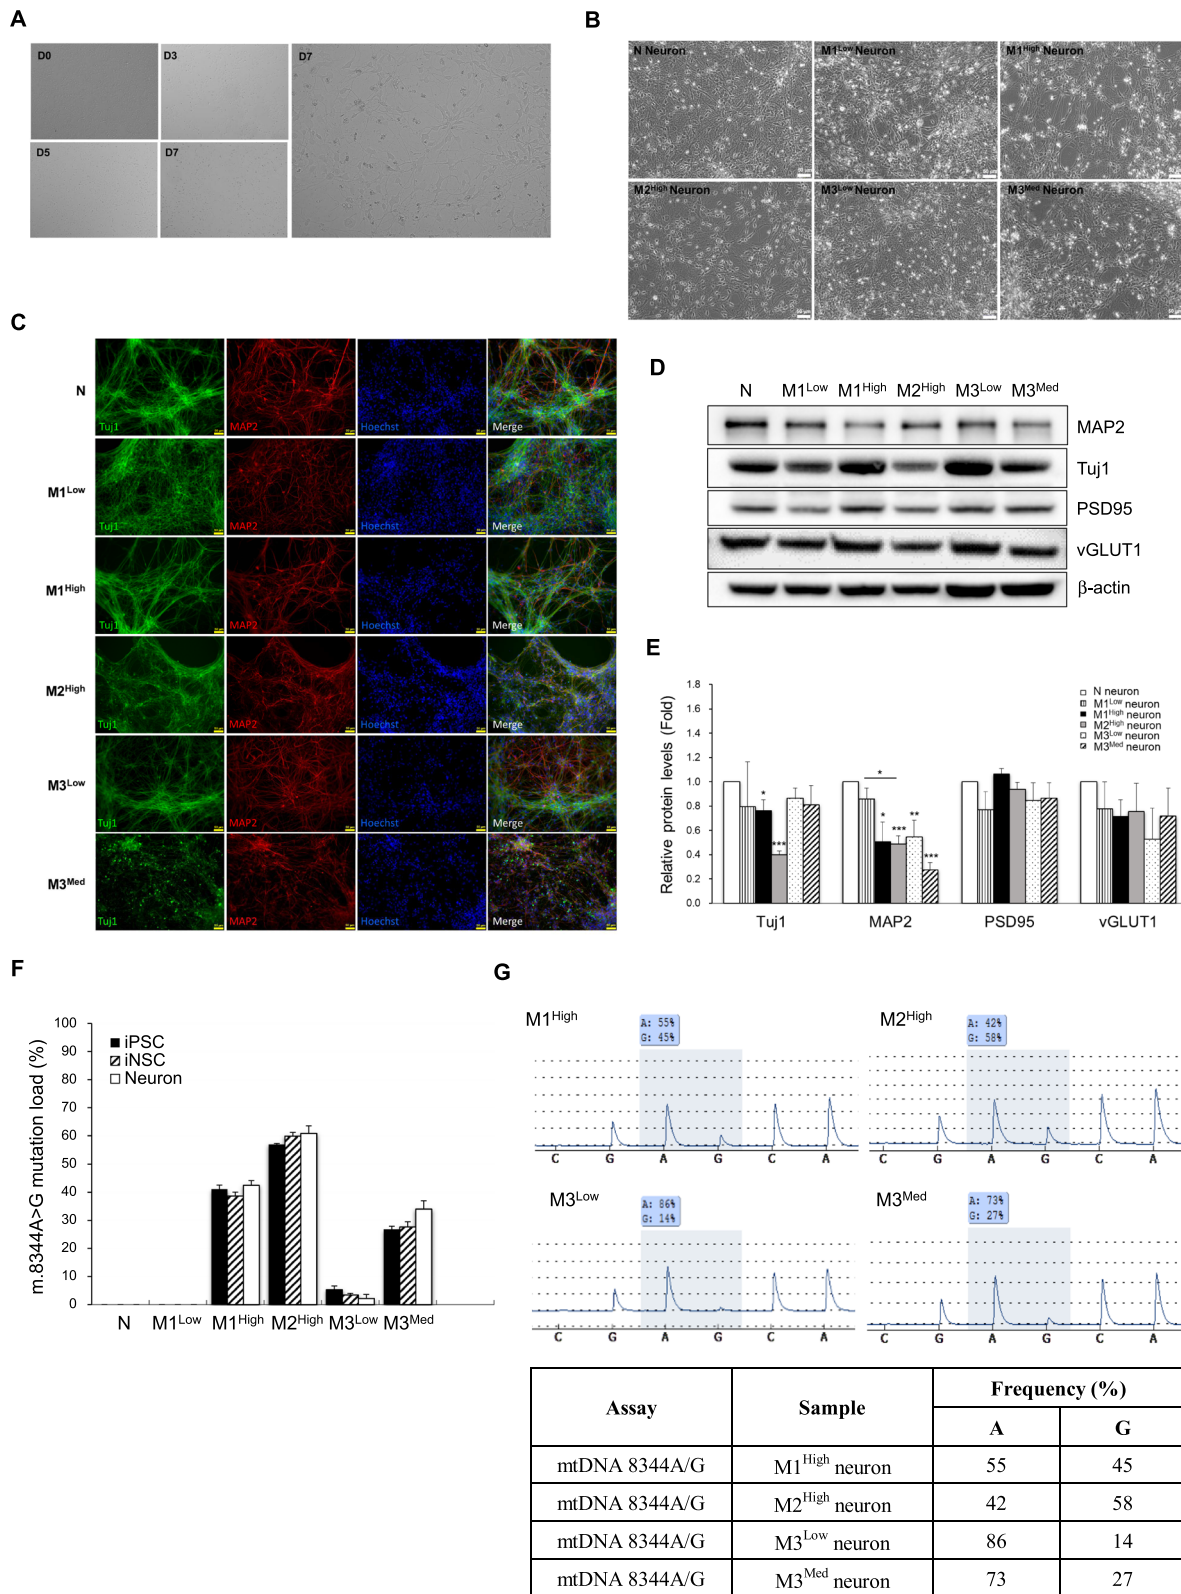 A
D0
D3
D7
D5
D7
B
N Neuron
M1Low Neuron
M1High Neuron
M2High Neuron
M3Low Neuron
M3Med Neuron
C
N
Tuj1 MAP2 Hoechst Merge
M1Low
Tuj1 MAP2 Hoechst Merge
M1High
Tuj1 MAP2 Hoechst Merge
M2High
Tuj1 MAP2 Hoechst Merge
M3Low
Tuj1 MAP2 Hoechst Merge
M3Med
Tuj1 MAP2 Hoechst Merge
D
N M1Low M1High M2High M3Low M3Med
MAP2
Tuj1
PSD95
vGLUT1
β-actin
E
Relative protein levels (Fold)
1.8
1.6
1.4
1.2
1.0
0.8
0.6
0.4
0.2
0.0
N neuron
M1Low neuron
M1High neuron
M2High neuron
M3Low neuron
M3Med neuron
* *** * * *** ** ***
Tuj1 MAP2 PSD95 vGLUT1
F
m.8344A>G mutation load (%)
100
90
80
70
60
50
40
30
20
10
0
iPSC
iNSC
Neuron
N M1Low M1High M2High M3Low M3Med
G
M1High
A: 55%
G: 45%
C G A G C A
M2High
A: 42%
G: 58%
C G A G C A
M3Low
A: 86%
G: 14%
C G A G C A
M3Med
A: 73%
G: 27%
C G A G C A
Assay Sample Frequency (%)
A G
mtDNA 8344A/G M1High neuron 55 45
mtDNA 8344A/G M2High neuron 42 58
mtDNA 8344A/G M3Low neuron 86 14
mtDNA 8344A/G M3Med neuron 73 27